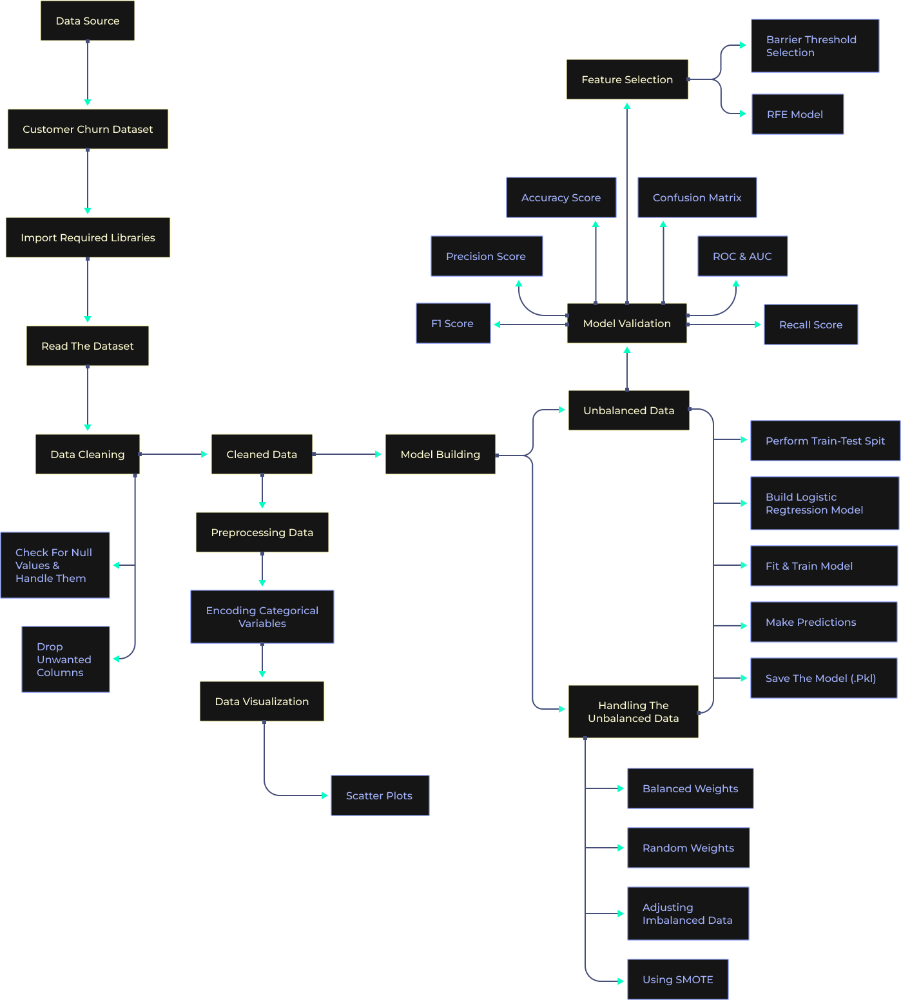 Data Source
Customer Churn Dataset
Import Required Libraries
Read The Dataset
Data Cleaning
Check For Null
Values &
Handle Them
Drop
Unwanted
Columns
Cleaned Data
Preprocessing Data
Encoding Categorical
Variables
Data Visualization
Scatter Plots
Model Building
Feature Selection
Barrier Threshold
Selection
RFE Model
Accuracy Score
Confusion Matrix
Precision Score
ROC & AUC
F1 Score
Model Validation
Recall Score
Unbalanced Data
Perform Train-Test Spit
Build Logistic
Regtression Model
Fit & Train Model
Make Predictions
Save The Model (.Pkl)
Handling The
Unbalanced Data
Balanced Weights
Random Weights
Adjusting
Imbalanced Data
Using SMOTE